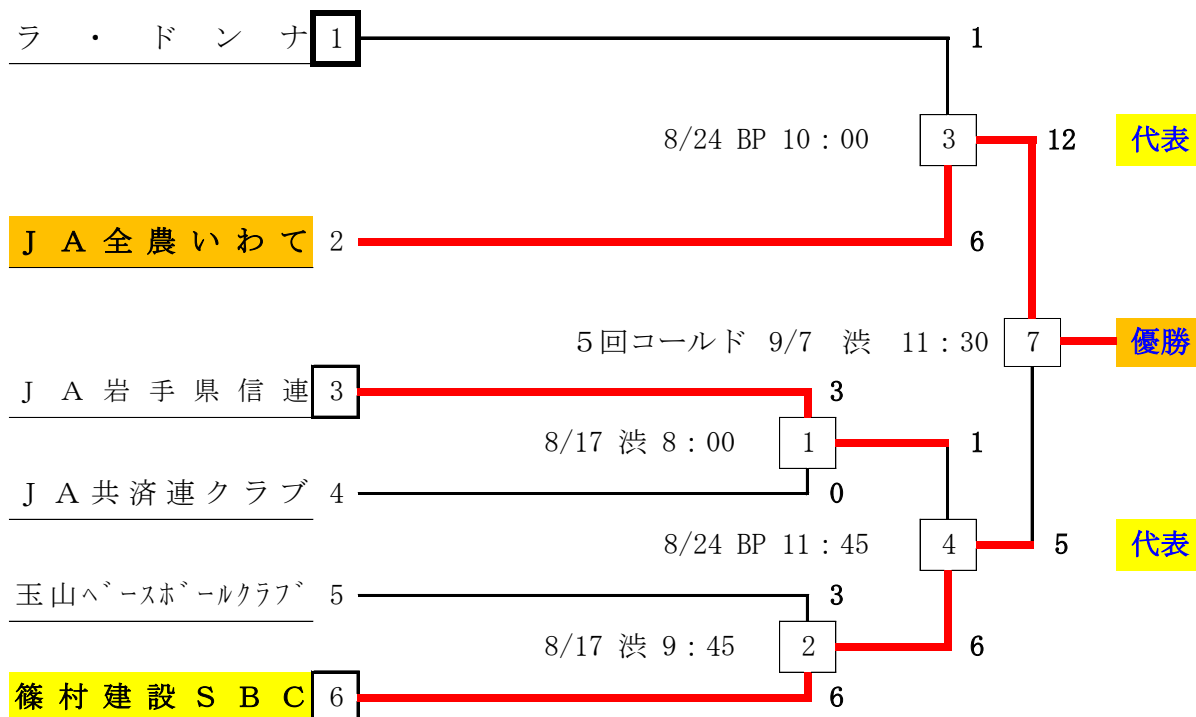 ラ・ドンナ 1 1
8/24 BP 10：00 3 12 代表
ＪＡ全農いわて 2 6
５回コールド 9/7 渋 11：30 7 優勝
ＪＡ岩手県信連 3 3
8/17 渋 8：00 1 1
ＪＡ共済連クラブ 4 0
8/24 BP 11：45 4 5 代表
玉山ﾍﾞｰｽﾎﾞｰﾙｸﾗﾌﾞ 5 3
8/17 渋 9：45 2 6
篠村建設ＳＢＣ 6 6